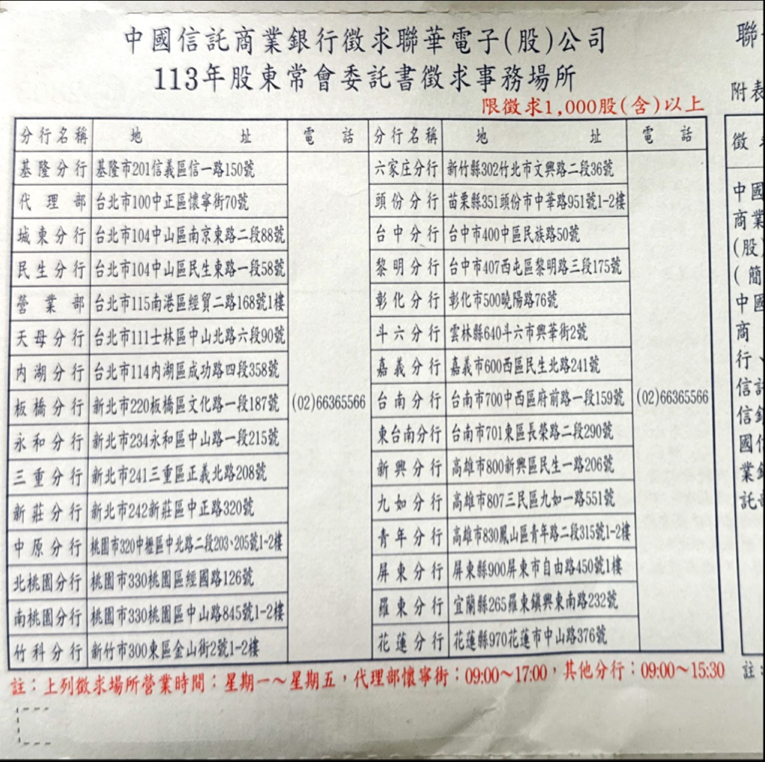 中國信託商業銀行徵求聯華電子(股)公司
113年股東常會委託書徵求事務場所
限徵求1,000股(含)以上
分行名稱 地 址 電 話 分行名稱 地 址 電 話
基隆分行 基隆市201信義區信一路150號 六家庄分行 新竹縣302竹北市文興路二段36號
代理部 台北市100中正區懷寧街70號 頭份分行 苗栗縣351頭份市中華路951號1-2樓
城東分行 台北市104中山區南京東路二段88號 台中分行 台中市400中區民族路50號
民生分行 台北市104中山區民生東路一段58號 黎明分行 台中市407西屯區黎明路三段175號
營業部 台北市115南港區經貿二路168號1樓 彰化分行 彰化市500曉陽路76號
天母分行 台北市111士林區中山北路六段90號 斗六分行 雲林縣640斗六市興華街2號
內湖分行 台北市114內湖區成功路四段358號 嘉義分行 嘉義市600西區民生北路241號
板橋分行 新北市220板橋區文化路一段187號 (02)66365566 台南分行 台南市700中西區府前路一段159號 (02)66365566
永和分行 新北市234永和區中山路一段215號 東台南分行 台南市701東區長榮路二段290號
三重分行 新北市241三重區正義北路208號 新興分行 高雄市800新興區民生一路206號
新莊分行 新北市242新莊區中正路320號 九如分行 高雄市807三民區九如一路551號
中原分行 桃園市320中壢區中北路二段203、205號1-2樓 青年分行 高雄市830鳳山區青年路二段315號1-2樓
北桃園分行 桃園市330桃園區經國路126號 屏東分行 屏東縣900屏東市自由路450號1樓
南桃園分行 桃園市330桃園區中山路845號1-2樓 羅東分行 宜蘭縣265羅東鎮興東南路232號
竹科分行 新竹市300東區金山街2號1-2樓 花蓮分行 花蓮縣970花蓮市中山路376號
註：上列徵求場所營業時間：星期一～星期五，代理部懷寧街：09:00～17:00，其他分行：09:00～15:30
聯
附表
徵
中國
商業
(股)
(簡
中國
商
行、
信託
信銀
國信
業銀
託
註: